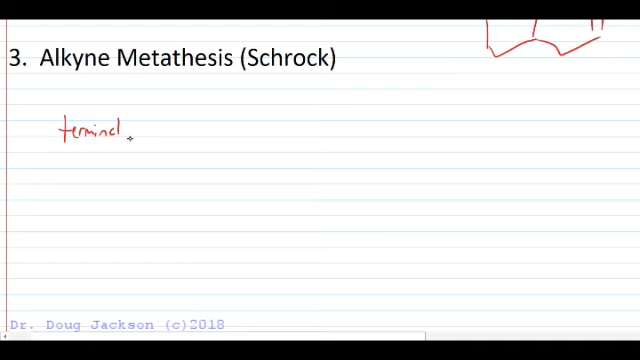 3. Alkyne Metathesis (Schrock)
terminal
Dr. Doug Jackson (c)2018